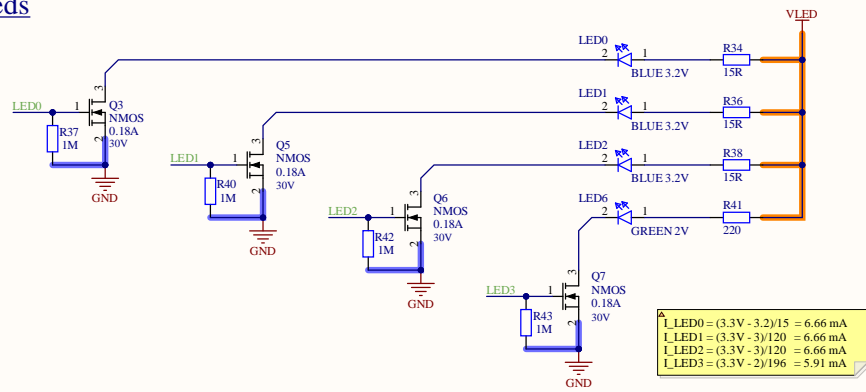 eds
VLED
LED0
2 1
BLUE 3.2V
R34
15R
LED0
1
3
2
Q3
NMOS
0.18A
30V
R37
1M
GND
LED1
2 1
BLUE 3.2V
R36
15R
LED1
1
3
2
Q5
NMOS
0.18A
30V
R40
1M
GND
LED2
2 1
BLUE 3.2V
R38
15R
LED2
1
3
2
Q6
NMOS
0.18A
30V
R42
1M
GND
LED6
2 1
GREEN 2V
R41
220
LED3
1
3
2
Q7
NMOS
0.18A
30V
R43
1M
GND
I_LED0 = (3.3V - 3.2)/15 = 6.66 mA
I_LED1 = (3.3V - 3)/120 = 6.66 mA
I_LED2 = (3.3V - 3)/120 = 6.66 mA
I_LED3 = (3.3V - 2)/196 = 5.91 mA